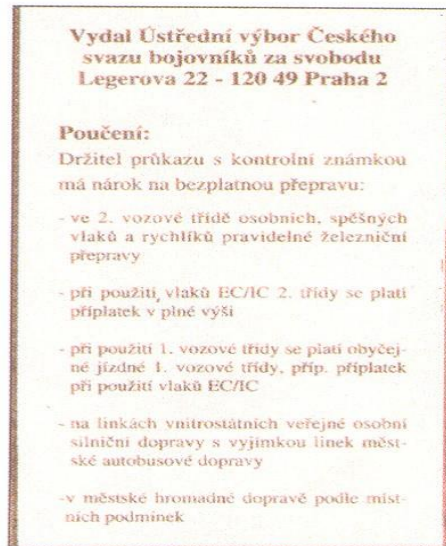 Vydal Ústřední výbor Českého
svazu bojovníků za svobodu
Legerova 22 - 120 49 Praha 2
Poučení:
Držitel průkazu s kontrolní známkou
má nárok na bezplatnou přepravu:
- ve 2. vozové třídě osobních, spěšných
vlaků a rychlíků pravidelné železniční
přepravy
- při použití vlaků EC/IC 2. třídy se platí
příplatek v plné výši
- při použití 1. vozové třídy se platí obyčej-
né jízdné 1. vozové třídy, příp. příplatek
při použití vlaků EC/IC
- na linkách vnitrostátních veřejné osobní
silniční dopravy s vyjímkou linek měst-
ské autobusové dopravy
-v městské hromadné dopravě podle míst-
ních podmínek